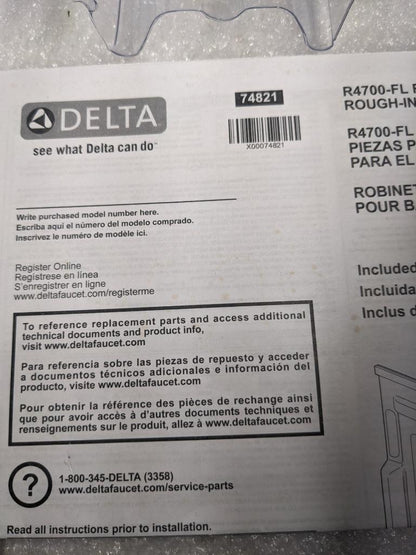 DELTA
see what Delta can do™
74821
X00074821
R4700-FL
ROUGH-IN
R4700-FL
PIEZAS
PARA EL
ROBINET
POUR
Write purchased model number here.
Escriba aquí el número del modelo comprado.
Inscrivez le numéro de modèle ici.
Register Online
Regístrese en línea
S'enregistrer en ligne
www.deltafaucet.com/registerme
Included
Incluida
Inclus
To reference replacement parts and access additional
technical documents and product info,
visit www.deltafaucet.com
Para referencia sobre las piezas de repuesto y acceder
a documentos técnicos adicionales e información del
producto, visite www.deltafaucet.com
Pour obtenir la référence des pièces de rechange ainsi
que pour avoir accès à d'autres documents techniques et
renseignements sur le produit, allez à www.deltafaucet.com
?
1-800-345-DELTA (3358)
www.deltafaucet.com/service-parts
Read all instructions prior to installation.